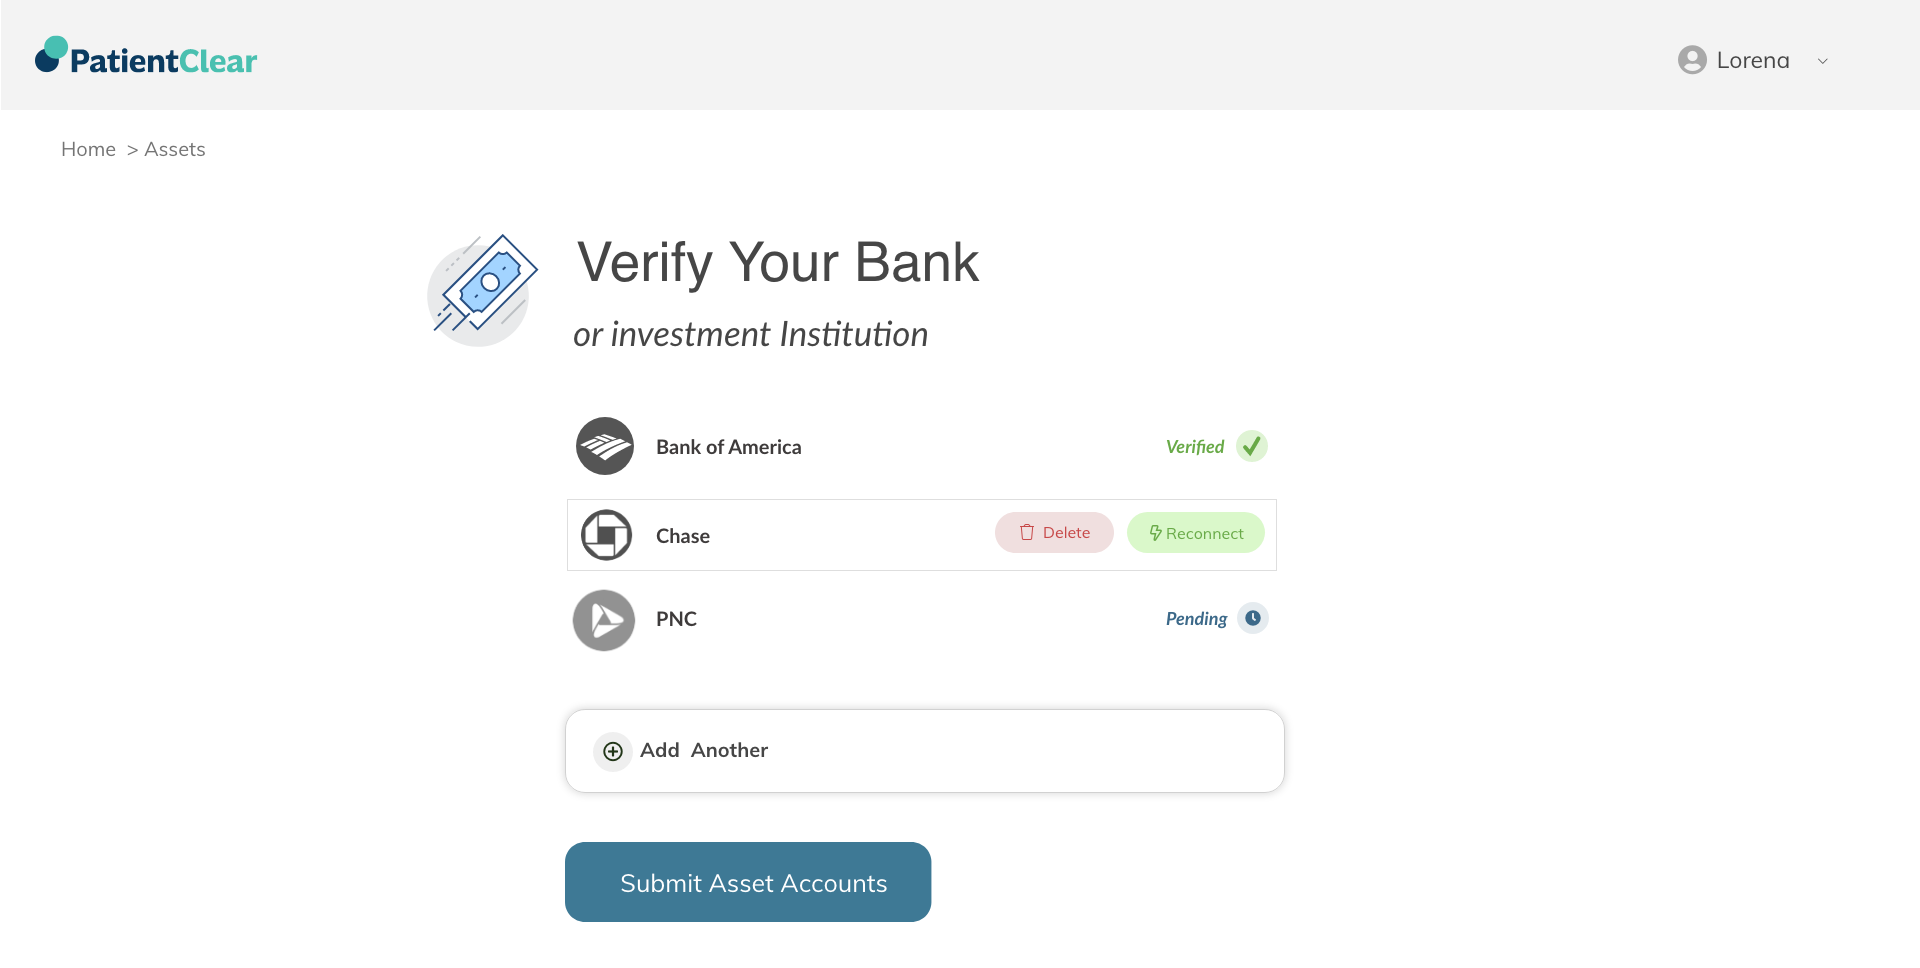 PatientClear
Lorena
Home > Assets
Verify Your Bank
or investment Institution
Bank of America
Verified
Chase
Delete
Reconnect
PNC
Pending
Add Another
Submit Asset Accounts